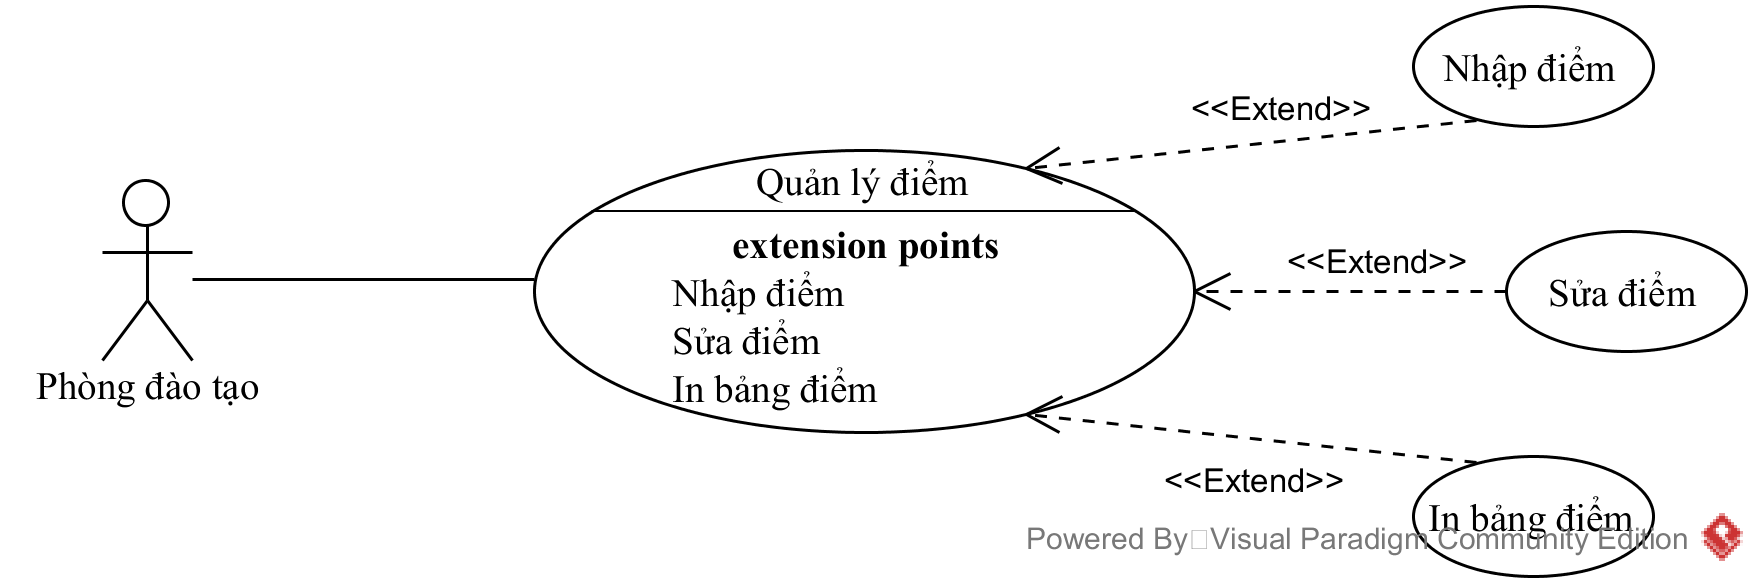 Nhập điểm
<<Extend>>
Quản lý điểm
extension points
Nhập điểm
Sửa điểm
In bảng điểm
<<Extend>>
Sửa điểm
Phòng đào tạo
<<Extend>>
In bảng điểm
Powered By Visual Paradigm Community Edition